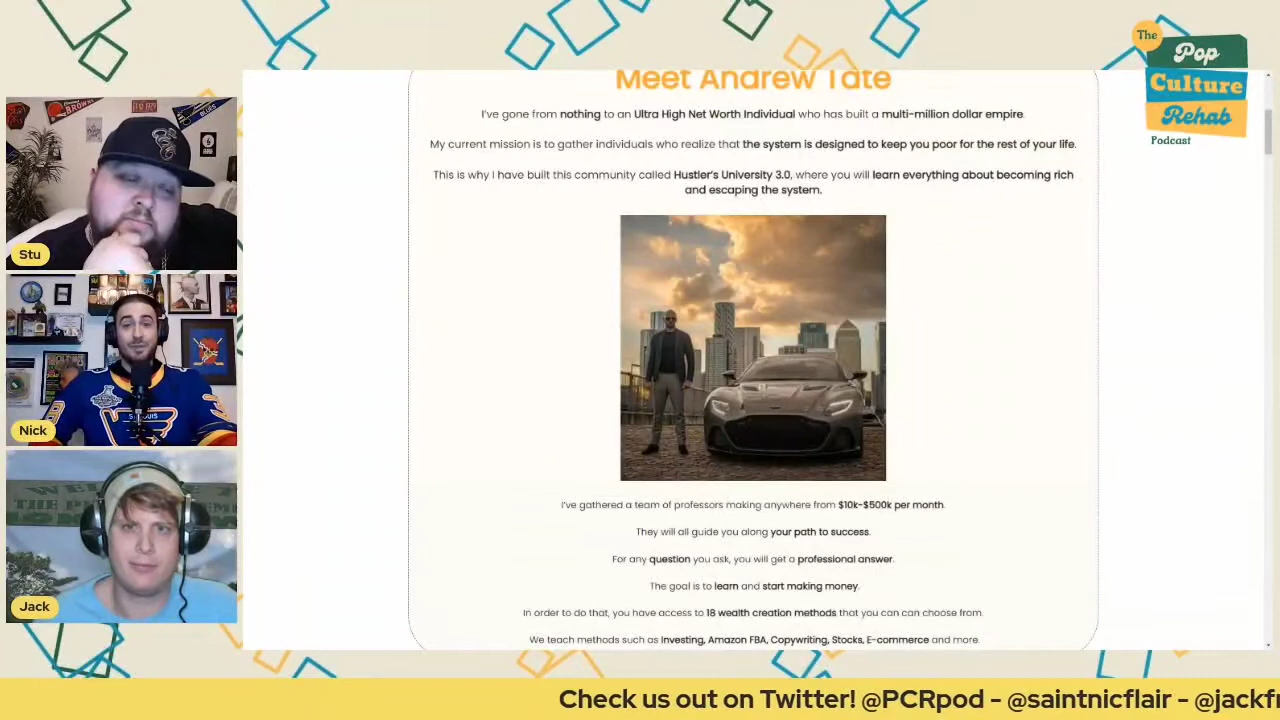 The
Pop
Culture
Rehab
Podcast
BROWNS
BLUES
Stu
ST. LOUIS
Nick
Jack
Meet Andrew Tate
I've gone from nothing to an Ultra High Net Worth Individual who has built a multi-million dollar empire.
My current mission is to gather individuals who realize that the system is designed to keep you poor for the rest of your life.
This is why I have built this community called Hustler's University 3.0, where you will learn everything about becoming rich
and escaping the system.
I've gathered a team of professors making anywhere from $10k-$500k per month.
They will all guide you along your path to success.
For any question you ask, you will get a professional answer.
The goal is to learn and start making money.
In order to do that, you have access to 18 wealth creation methods that you can can choose from.
We teach methods such as Investing, Amazon FBA, Copywriting, Stocks, E-commerce and more.
Check us out on Twitter! @PCRpod - @saintnicflair - @jackfr